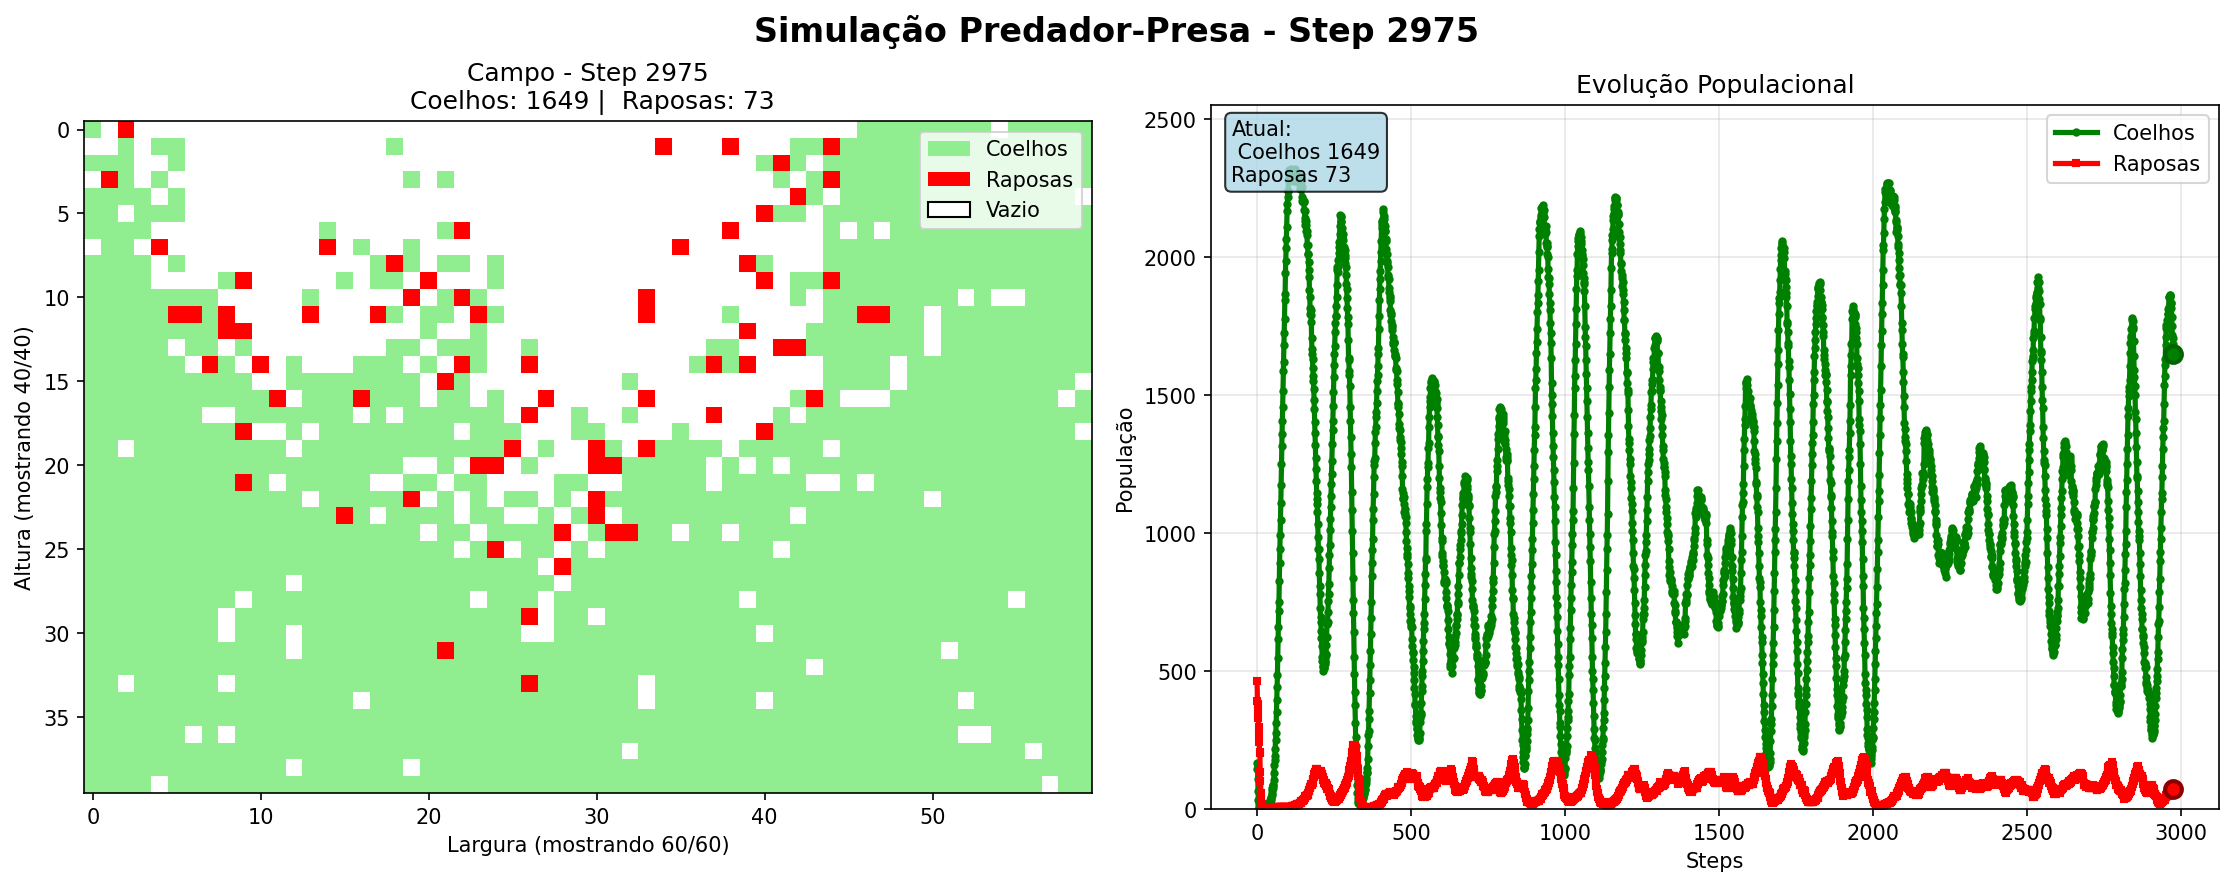 Simulação Predador-Presa - Step 2975
Campo - Step 2975
Coelhos: 1649 |  Raposas: 73
Coelhos
Raposas
Vazio
0
5
10
15
20
25
30
35
Altura (mostrando 40/40)
0
10
20
30
40
50
Largura (mostrando 60/60)
Evolução Populacional
Atual:
Coelhos 1649
Raposas 73
Coelhos
Raposas
2500
2000
1500
1000
500
0
População
0
500
1000
1500
2000
2500
3000
Steps